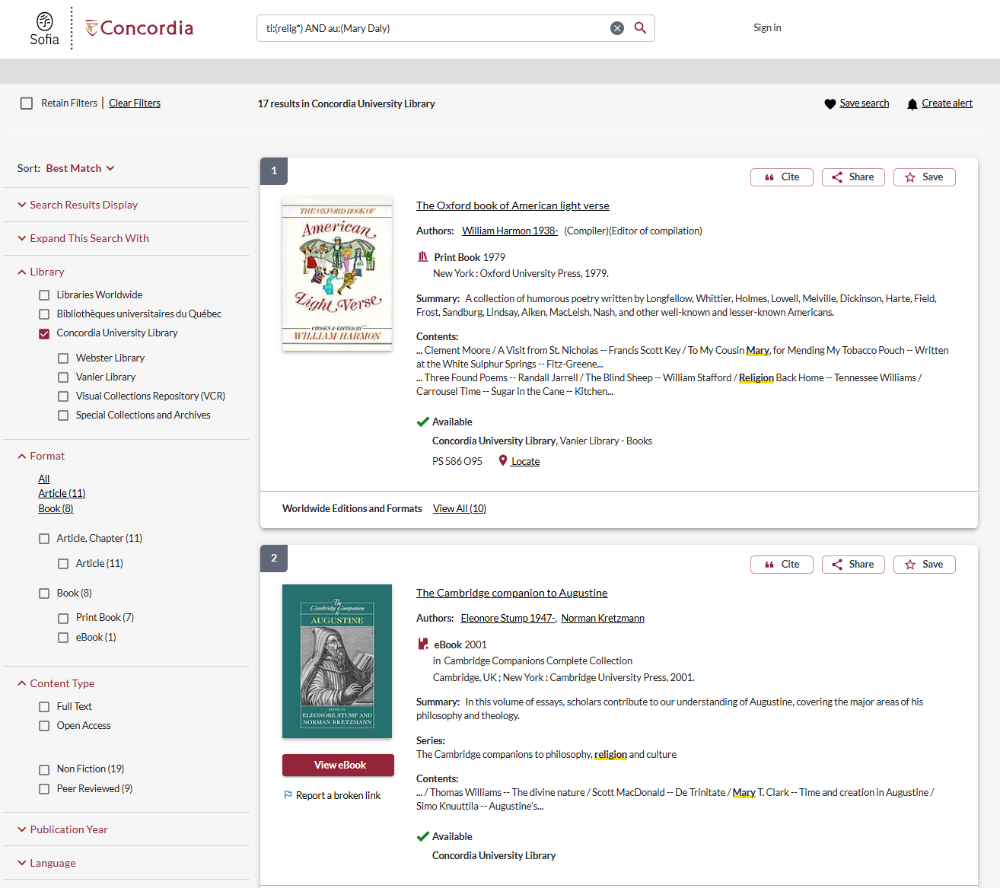 Sofia
Concordia
ti:(relig*) AND au:(Mary Daly)
Sign in
Retain Filters | Clear Filters
17 results in Concordia University Library
Save search
Create alert
Sort: Best Match
Search Results Display
Expand This Search With
Library
Libraries Worldwide
Bibliothèques universitaires du Québec
Concordia University Library
Webster Library
Vanier Library
Visual Collections Repository (VCR)
Special Collections and Archives
Format
All
Article (11)
Book (8)
Article, Chapter (11)
Article (11)
Book (8)
Print Book (7)
eBook (1)
Content Type
Full Text
Open Access
Non Fiction (19)
Peer Reviewed (9)
Publication Year
Language
1
Cite
Share
Save
THE OXFORD BOOK OF
American
Light Verse
CHOSEN & EDITED BY
WILLIAM HARMON
The Oxford book of American light verse
Authors: William Harmon 1938- (Compiler)(Editor of compilation)
Print Book 1979
New York : Oxford University Press, 1979.
Summary: A collection of humorous poetry written by Longfellow, Whittier, Holmes, Lowell, Melville, Dickinson, Harte, Field,
Frost, Sandburg, Lindsay, Aiken, MacLeish, Nash, and other well-known and lesser-known Americans.
Contents:
... Clement Moore / A Visit from St. Nicholas -- Francis Scott Key / To My Cousin Mary, for Mending My Tobacco Pouch -- Written
at the White Sulphur Springs -- Fitz-Greene...
... Three Found Poems -- Randall Jarrell / The Blind Sheep -- William Stafford / Religion Back Home -- Tennessee Williams /
Carrousel Time -- Sugar in the Cane -- Kitchen...
Available
Concordia University Library, Vanier Library - Books
PS 586 O95
Locate
Worldwide Editions and Formats View All (10)
2
Cite
Share
Save
The
Cambridge Companion
to
AUGUSTINE
EDITED BY
ELEONORE STUMP AND
NORMAN KRETZMANN
View eBook
Report a broken link
The Cambridge companion to Augustine
Authors: Eleonore Stump 1947-, Norman Kretzmann
eBook 2001
in Cambridge Companions Complete Collection
Cambridge, UK ; New York : Cambridge University Press, 2001.
Summary: In this volume of essays, scholars contribute to our understanding of Augustine, covering the major areas of his
philosophy and theology.
Series:
The Cambridge companions to philosophy, religion and culture
Contents:
... / Thomas Williams -- The divine nature / Scott MacDonald -- De Trinitate / Mary T. Clark -- Time and creation in Augustine /
Simo Knuuttila -- Augustine's...
Available
Concordia University Library